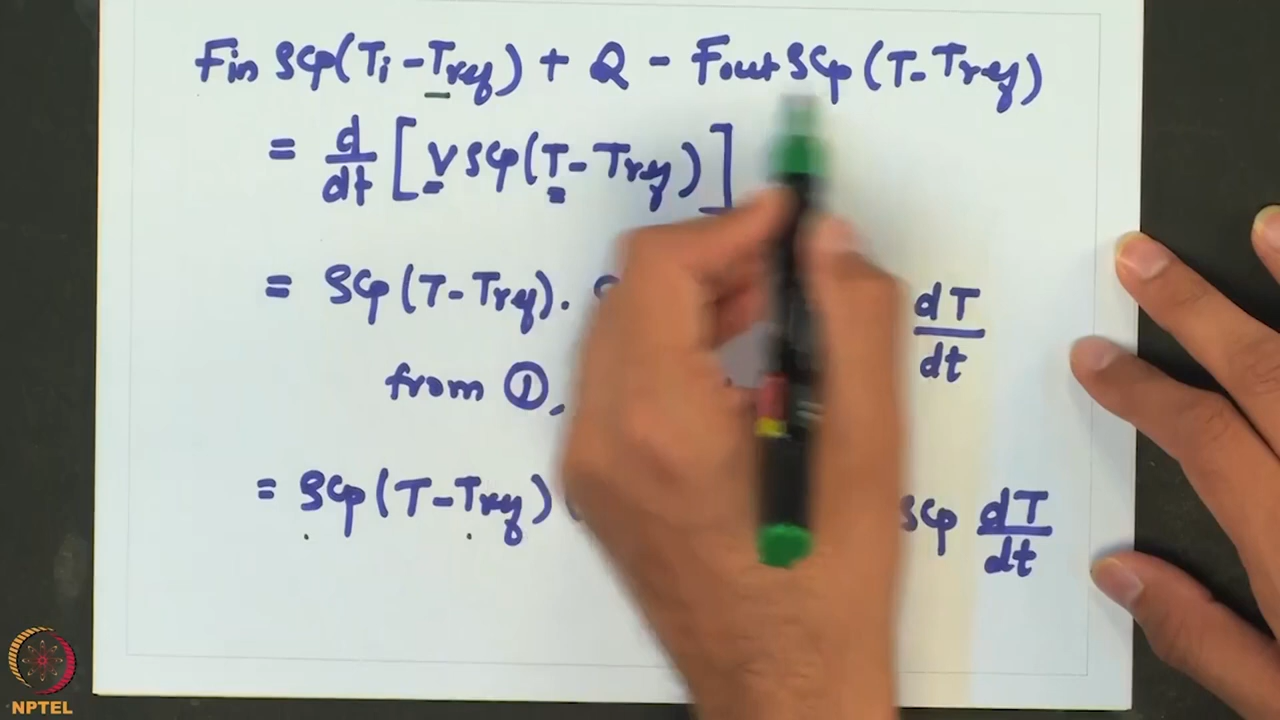 Fin ρCp(Ti - Tref) + Q - Fout ρCp (T - Tref)
= d/dt [VρCp(T - Tref)]
= ρCp(T - Tref). dT/dt
from ①,
= ρCp(T - Tref) ρCp dT/dt
NPTEL